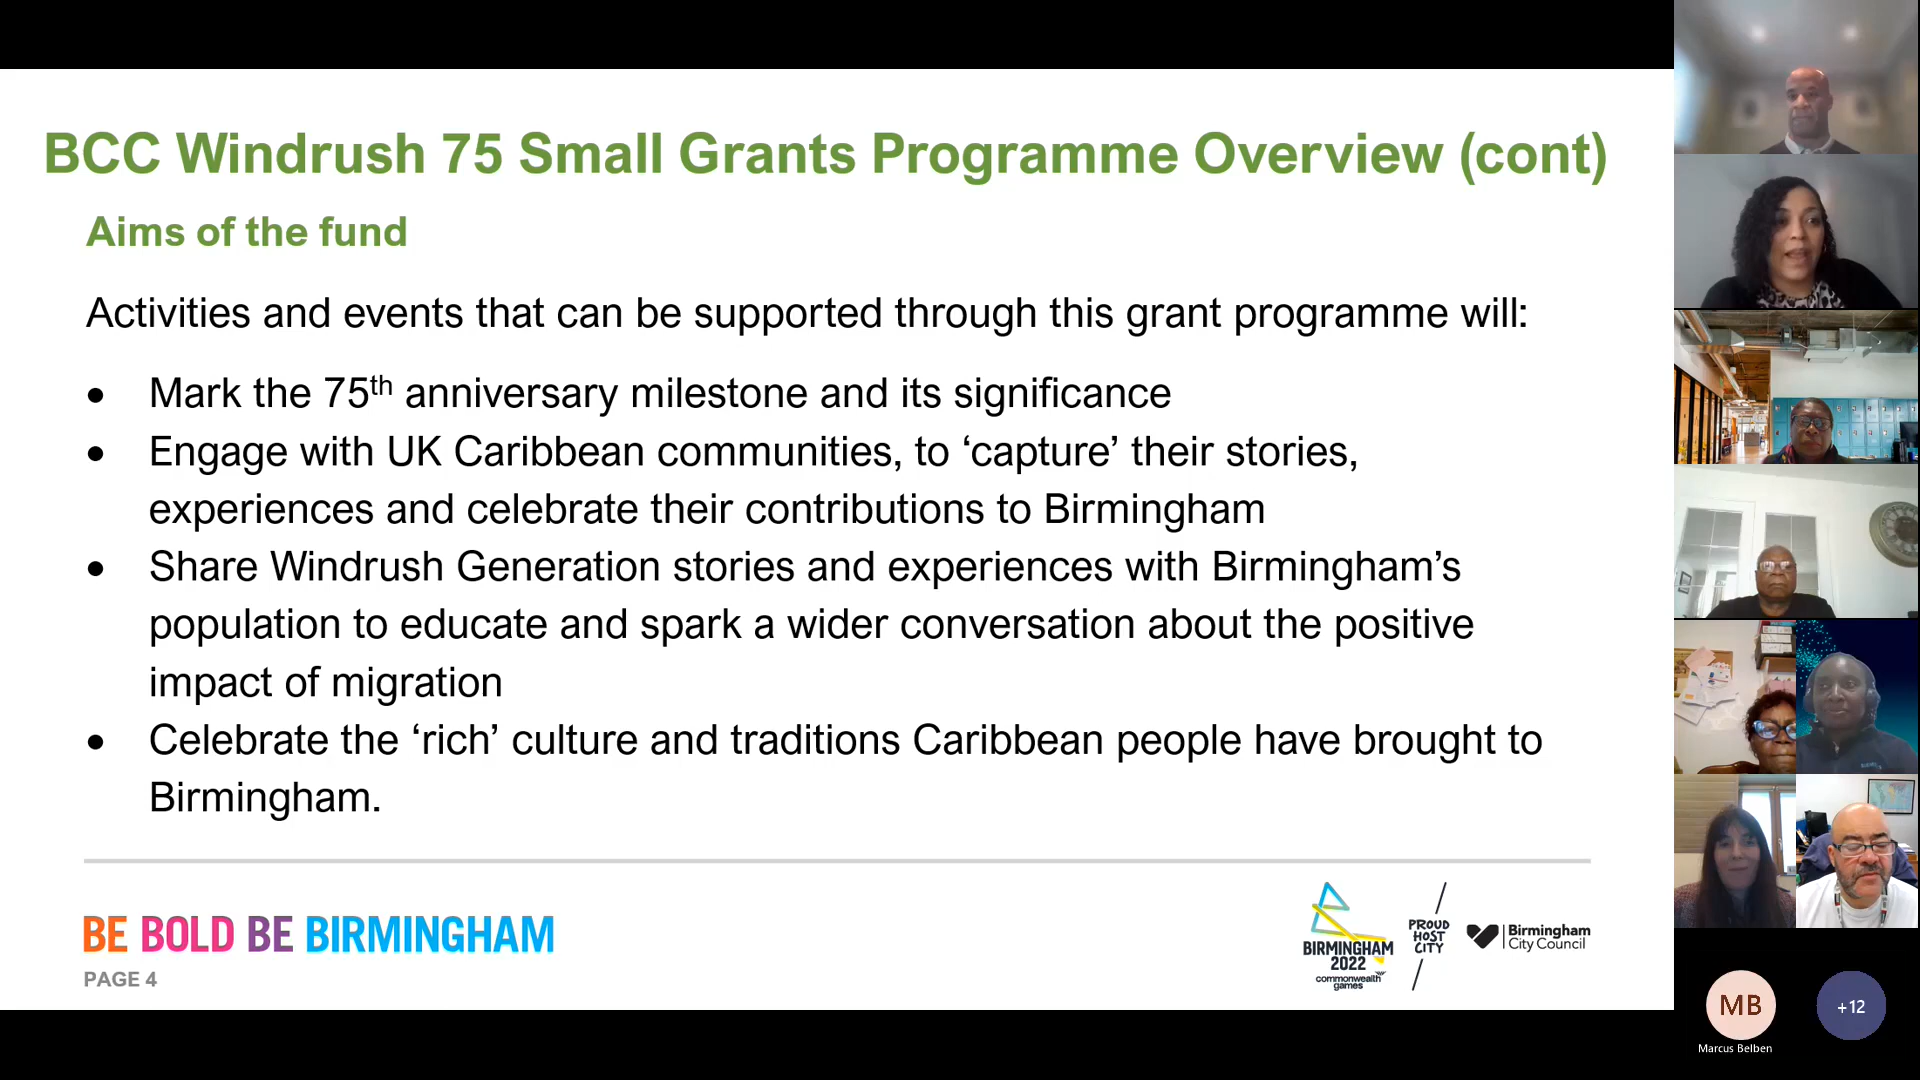 BCC Windrush 75 Small Grants Programme Overview (cont)
Aims of the fund
Activities and events that can be supported through this grant programme will:
• Mark the 75th anniversary milestone and its significance
• Engage with UK Caribbean communities, to ‘capture’ their stories,
experiences and celebrate their contributions to Birmingham
• Share Windrush Generation stories and experiences with Birmingham’s
population to educate and spark a wider conversation about the positive
impact of migration
• Celebrate the ‘rich’ culture and traditions Caribbean people have brought to
Birmingham.
BE BOLD BE BIRMINGHAM
PAGE 4
BIRMINGHAM
2022
commonwealth
games
PROUD
HOST
CITY
Birmingham
City Council
MB
Marcus Belben
+12